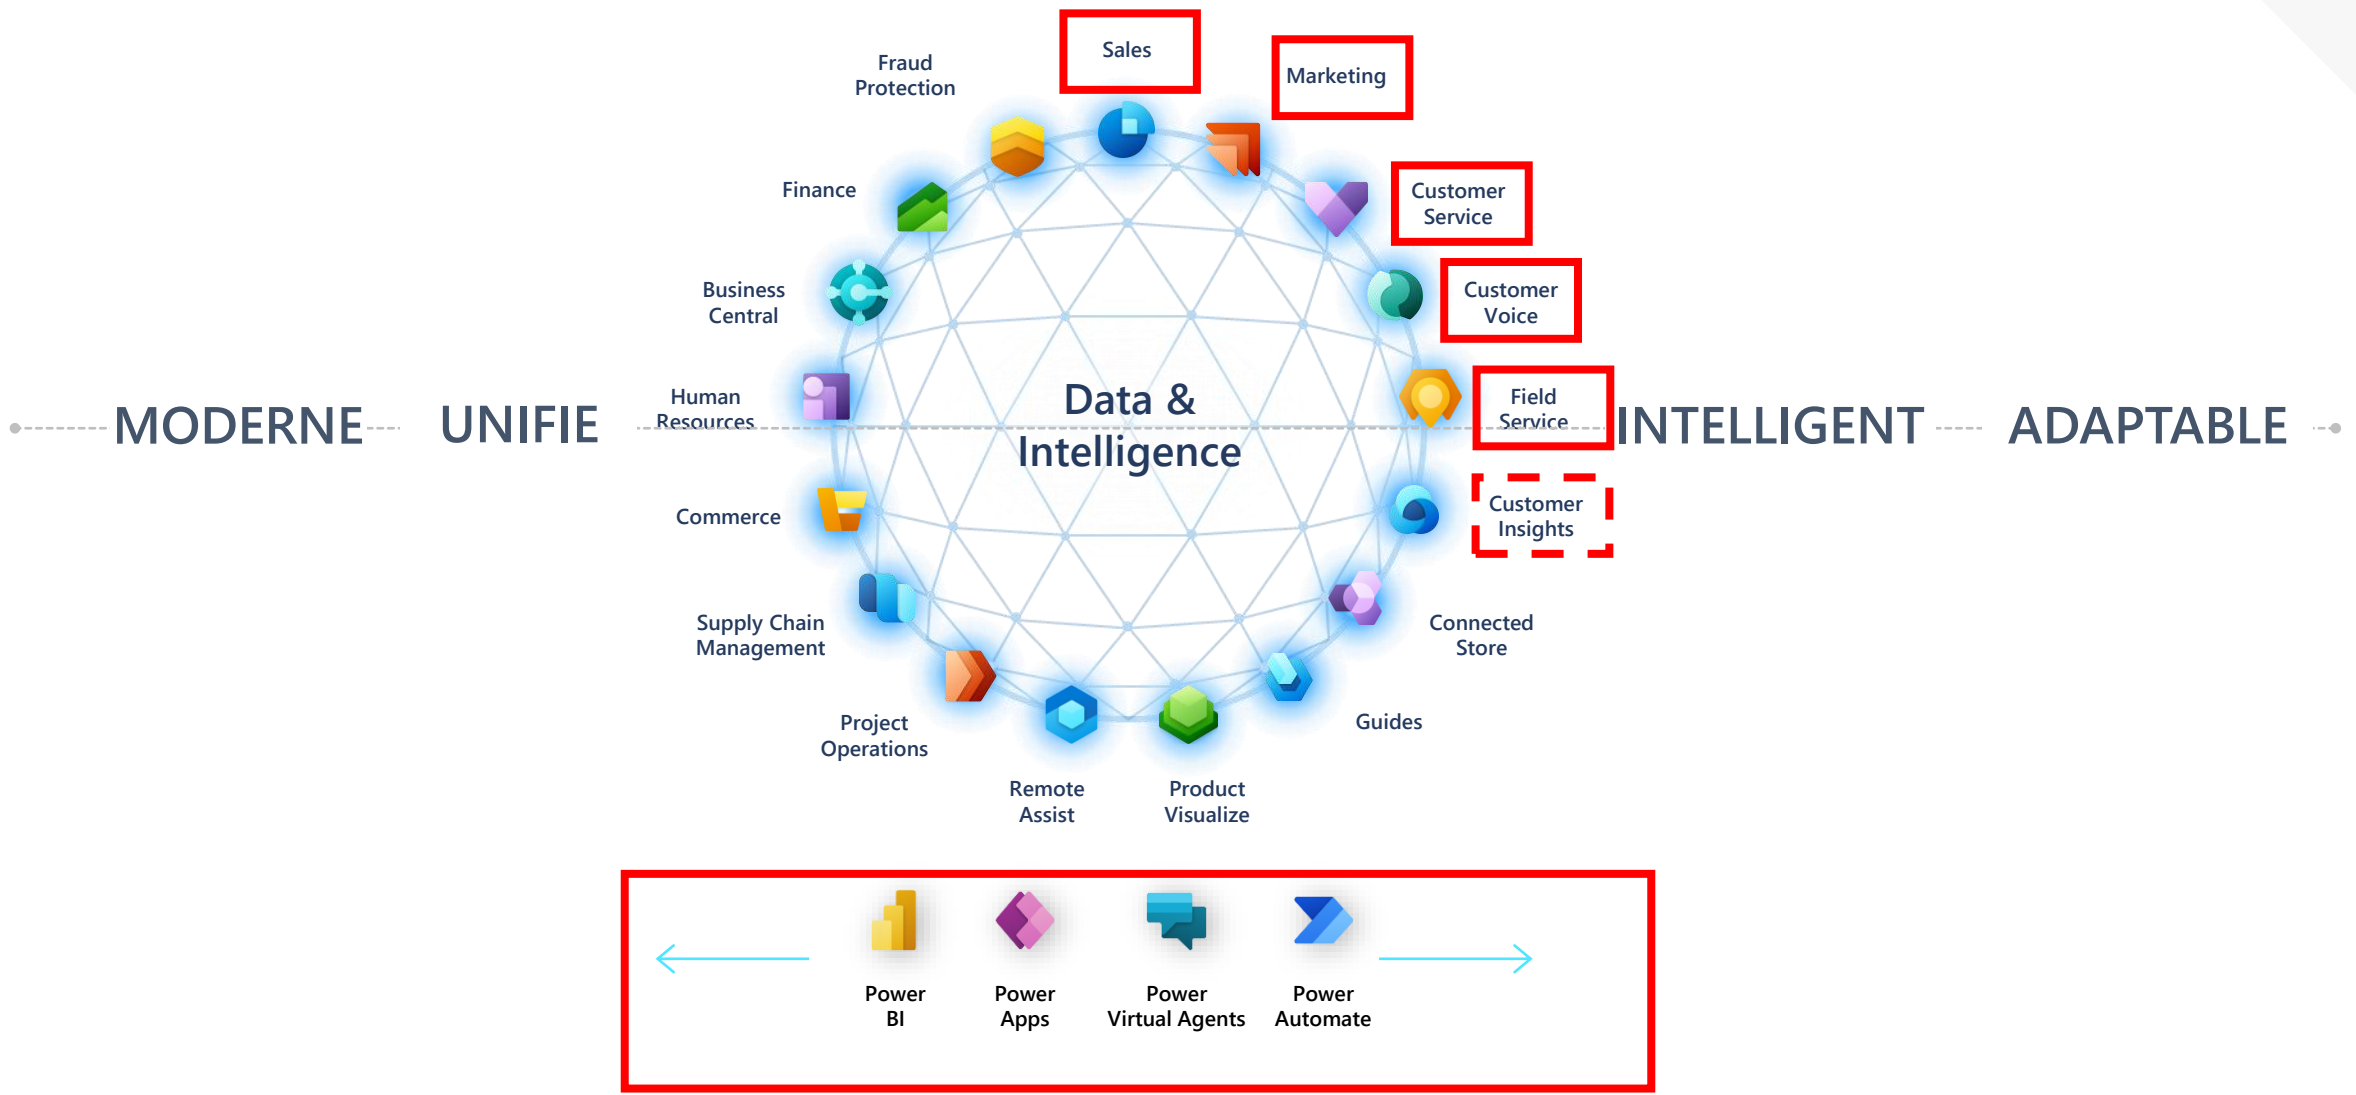 Sales
Marketing
Fraud
Protection
Customer
Service
Finance
Customer
Voice
Business
Central
Field
Service
Human
Resources
MODERNE
UNIFIE
Data &
Intelligence
INTELLIGENT
ADAPTABLE
Customer
Insights
Commerce
Connected
Store
Supply Chain
Management
Guides
Project
Operations
Remote
Assist
Product
Visualize
Power
BI
Power
Apps
Power
Virtual Agents
Power
Automate